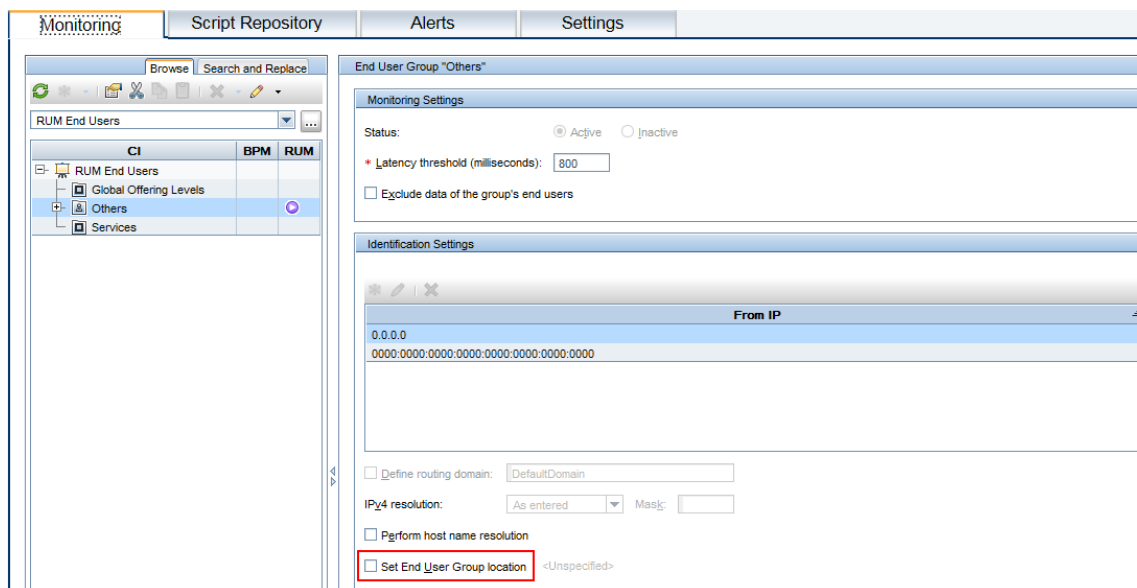 Monitoring Script Repository Alerts Settings
Browse Search and Replace
RUM End Users
...
CI BPM RUM
RUM End Users
Global Offering Levels
Others
Services
End User Group "Others"
Monitoring Settings
Status: Active Inactive
* Latency threshold (milliseconds): 800
Exclude data of the group's end users
Identification Settings
From IP
0.0.0.0
0000:0000:0000:0000:0000:0000:0000:0000
Define routing domain: DefaultDomain
IPv4 resolution: As entered Mask:
Perform host name resolution
Set End User Group location <Unspecified>